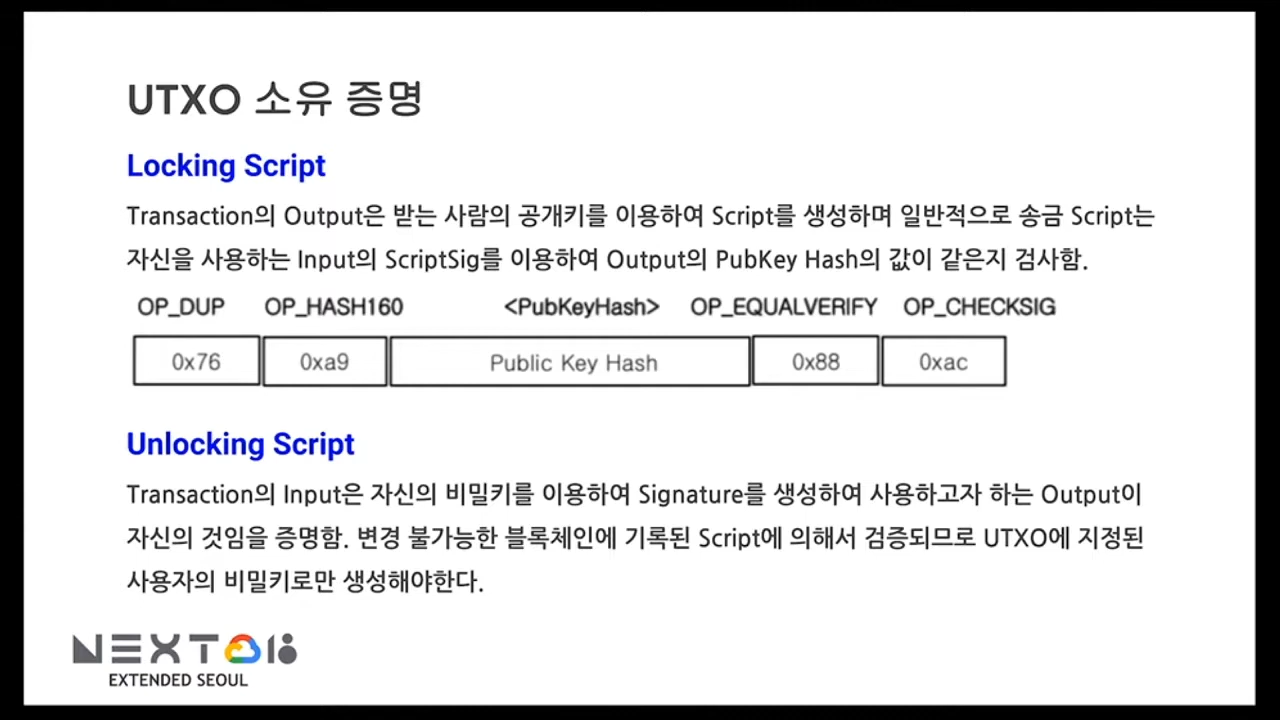 UTXO 소유 증명
Locking Script
Transaction의 Output은 받는 사람의 공개키를 이용하여 Script를 생성하며 일반적으로 송금 Script는
자신을 사용하는 Input의 ScriptSig를 이용하여 Output의 PubKey Hash의 값이 같은지 검사함.
OP_DUP OP_HASH160 <PubKeyHash> OP_EQUALVERIFY OP_CHECKSIG
0x76 0xa9 Public Key Hash 0x88 0xac
Unlocking Script
Transaction의 Input은 자신의 비밀키를 이용하여 Signature를 생성하여 사용하고자 하는 Output이
자신의 것임을 증명함. 변경 불가능한 블록체인에 기록된 Script에 의해서 검증되므로 UTXO에 지정된
사용자의 비밀키로만 생성해야한다.
NEXT 18
EXTENDED SEOUL